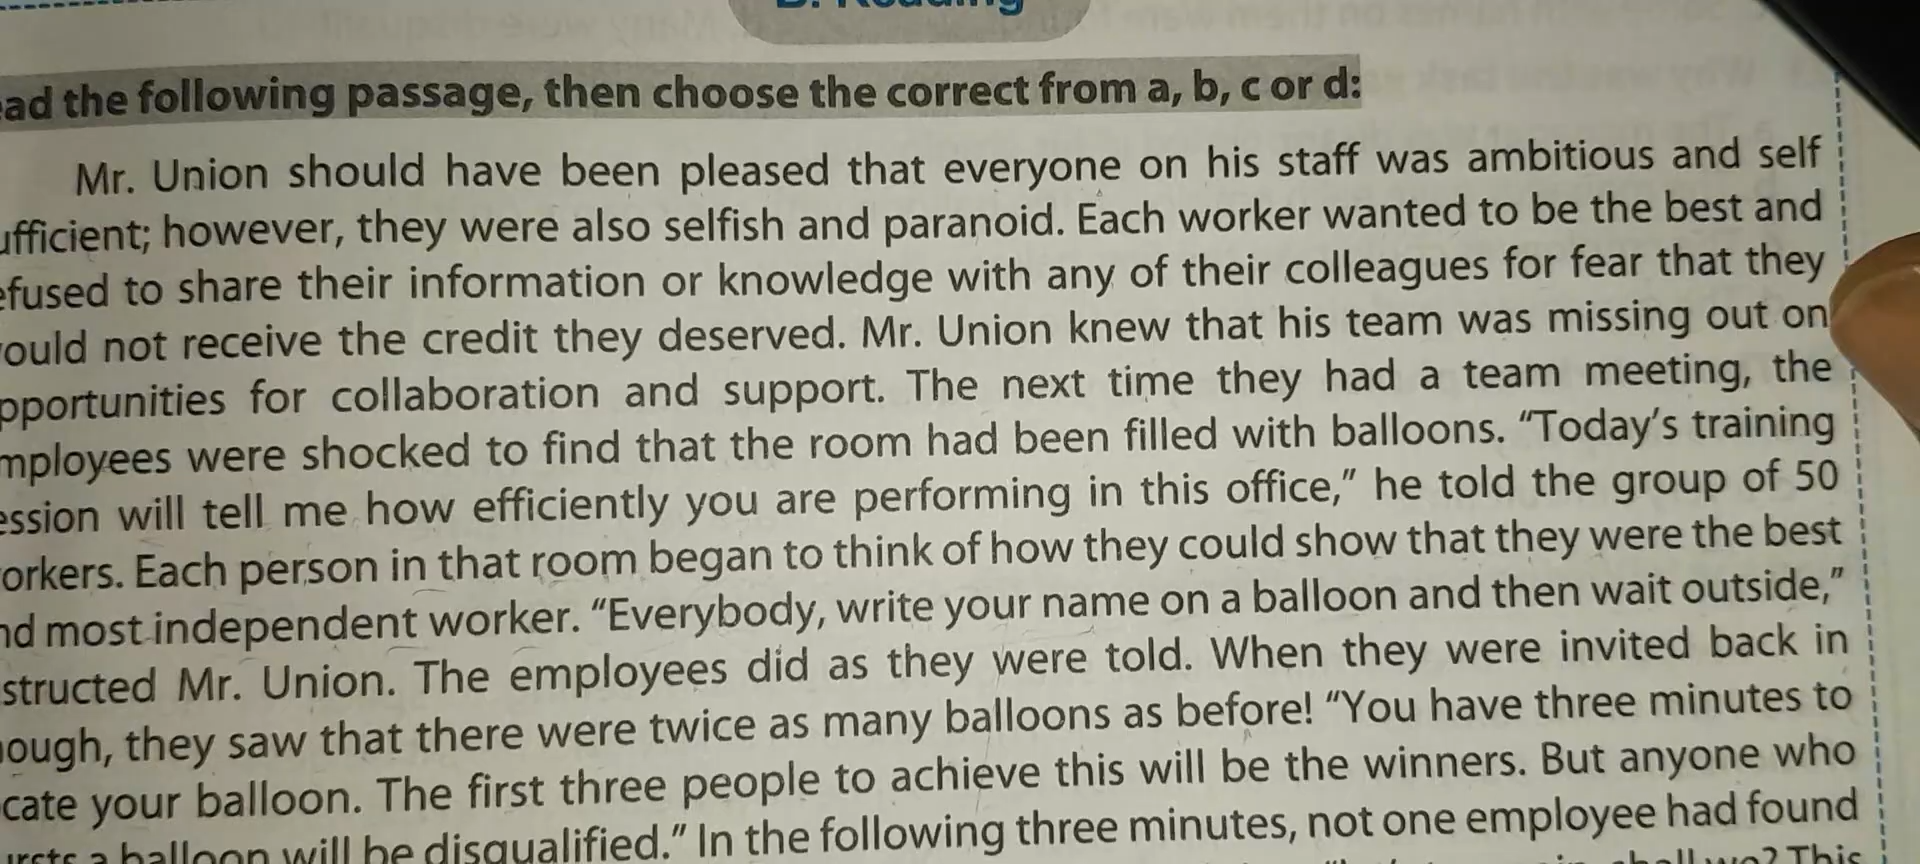 B. Reading
ad the following passage, then choose the correct from a, b, c or d:
Mr. Union should have been pleased that everyone on his staff was ambitious and self
ufficient; however, they were also selfish and paranoid. Each worker wanted to be the best and
efused to share their information or knowledge with any of their colleagues for fear that they
ould not receive the credit they deserved. Mr. Union knew that his team was missing out on
pportunities for collaboration and support. The next time they had a team meeting, the
mployees were shocked to find that the room had been filled with balloons. “Today’s training
ession will tell me how efficiently you are performing in this office,” he told the group of 50
orkers. Each person in that room began to think of how they could show that they were the best
nd most independent worker. “Everybody, write your name on a balloon and then wait outside,”
structed Mr. Union. The employees did as they were told. When they were invited back in
ough, they saw that there were twice as many balloons as before! “You have three minutes to
cate your balloon. The first three people to achieve this will be the winners. But anyone who
a balloon will be disqualified.” In the following three minutes, not one employee had found
This